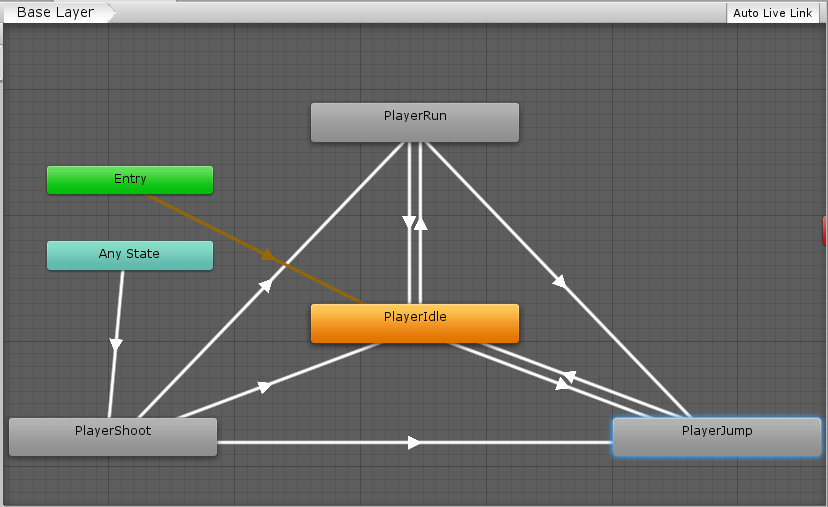 Base Layer
Auto Live Link
PlayerRun
Entry
Any State
PlayerIdle
PlayerShoot
PlayerJump